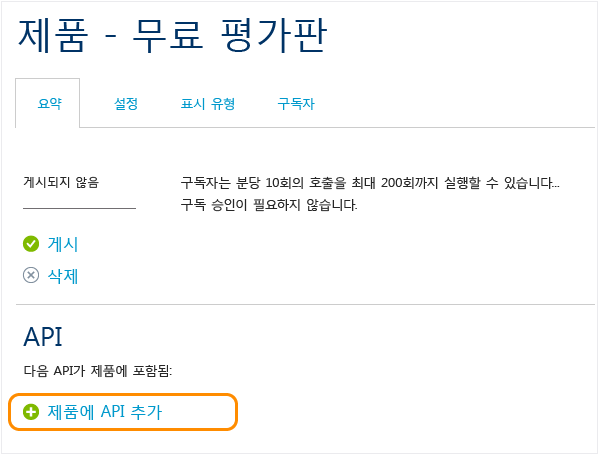 제품 - 무료 평가판
요약 설정 표시 유형 구독자
게시되지 않음
구독자는 분당 10회의 호출을 최대 200회까지 실행할 수 있습니다...
구독 승인이 필요하지 않습니다.
게시
삭제
API
다음 API가 제품에 포함됨:
제품에 API 추가